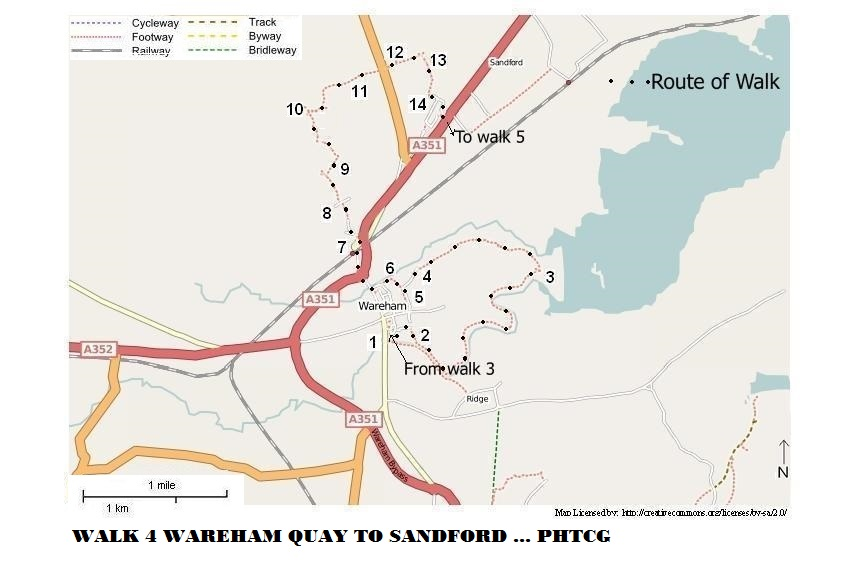 Cycleway
Track
Footway
Byway
Railway
Bridleway
12
13
Sandford
11
Route of Walk
10
14
To walk 5
A351
9
8
7
6
4
3
5
A351
Wareham
1
2
A352
From walk 3
Ridge
A351
Wareham Bypass
N
1 mile
1 km
Map Licensed by: http://creativecommons.org/licenses/by-sa/2.0/
WALK 4 WAREHAM QUAY TO SANDFORD ... PHTCG